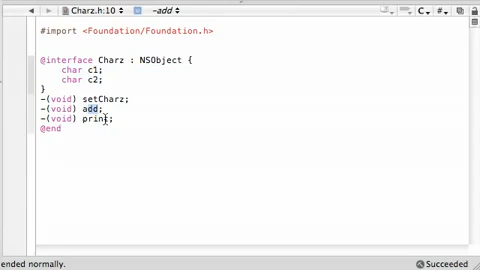 Charz.h:10 -add C #
#import <Foundation/Foundation.h>
@interface Charz : NSObject {
char c1;
char c2;
}
-(void) setCharz;
-(void) add;
-(void) print;
@end
ended normally. Succeeded